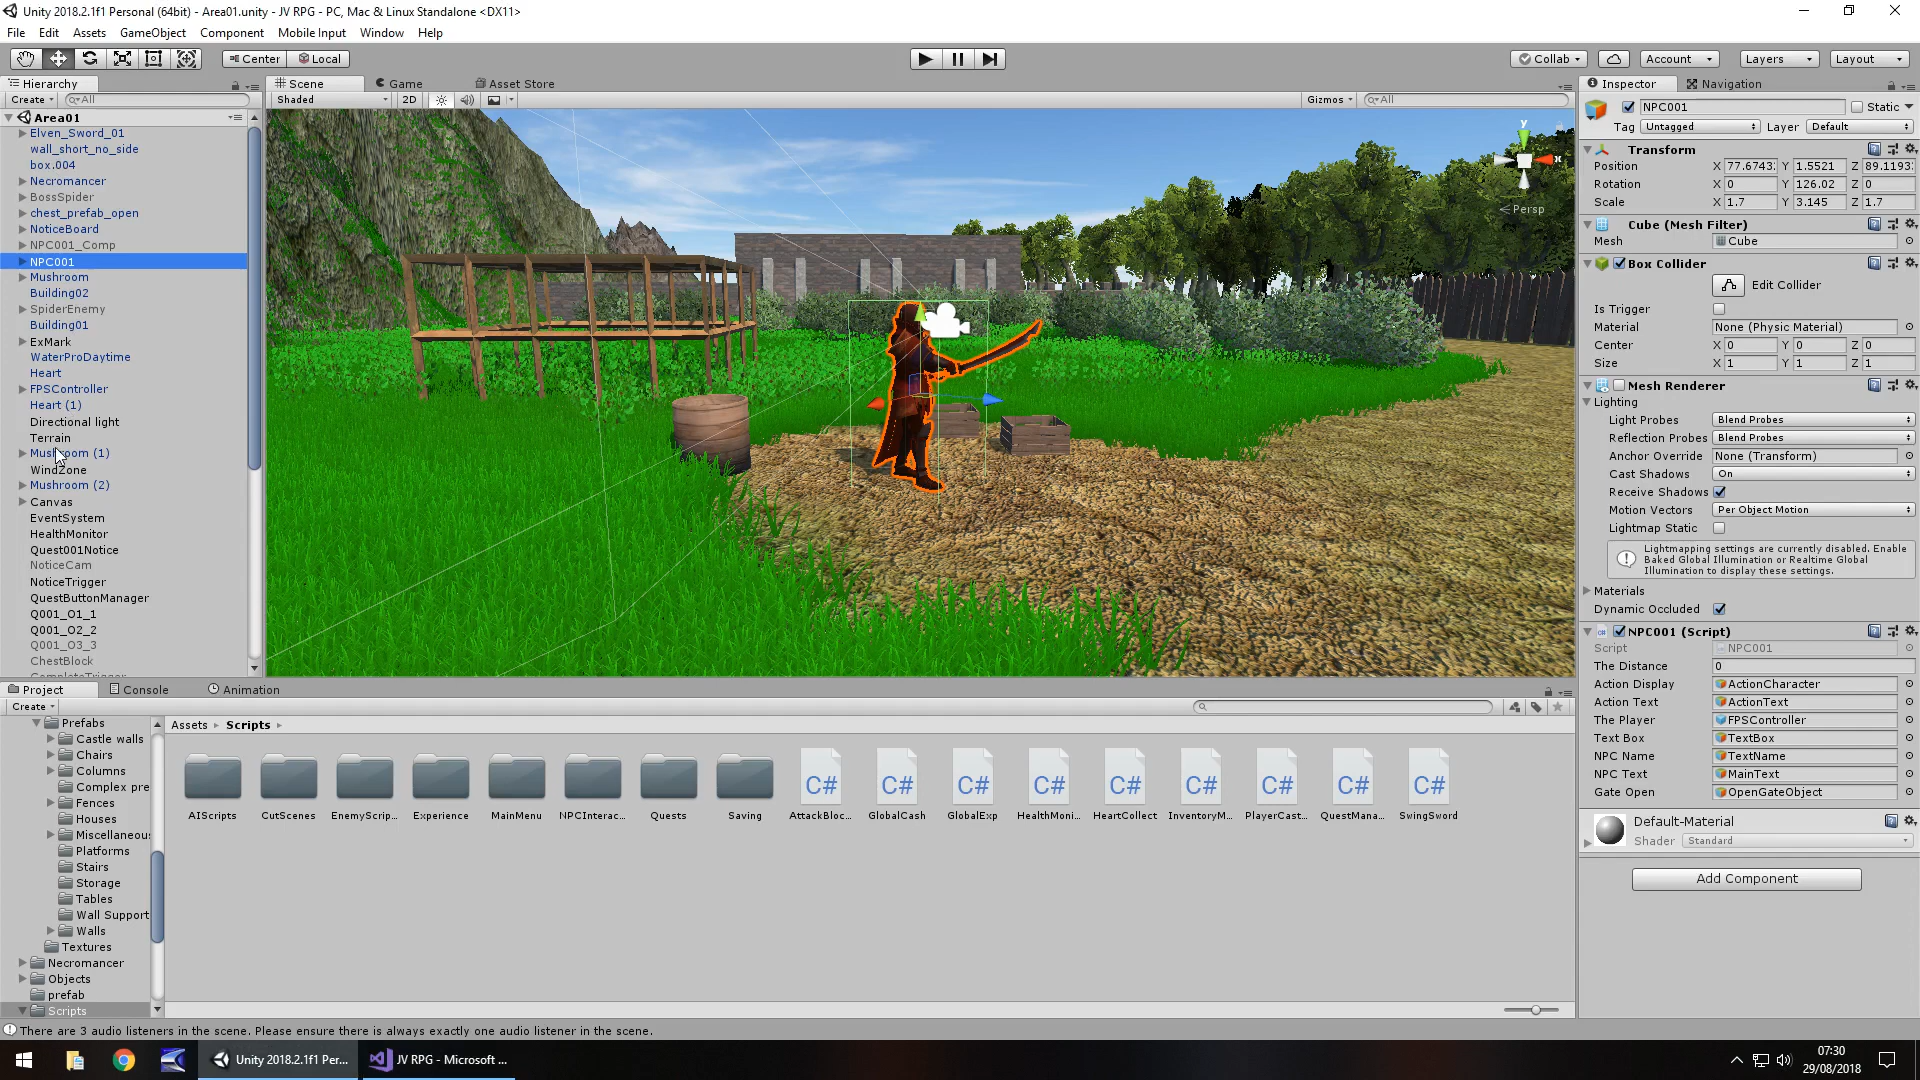 Unity 2018.2.1f1 Personal (64bit) - Area01.unity - JV RPG - PC, Mac & Linux Standalone <DX11>
File Edit Assets GameObject Component Mobile Input Window Help
Center Local Collab Account Layers Layout
Hierarchy Scene Game Asset Store Inspector Navigation
Create All Shaded 2D Gizmos All
Area01
Elven_Sword_01
wall_short_no_side
box.004
Necromancer
BossSpider
chest_prefab_open
NoticeBoard
NPC001_Comp
NPC001
Mushroom
Building02
SpiderEnemy
Building01
ExMark
WaterProDaytime
Heart
FPSController
Heart (1)
Directional light
Terrain
Mushroom (1)
WindZone
Mushroom (2)
Canvas
EventSystem
HealthMonitor
Quest001Notice
NoticeCam
NoticeTrigger
QuestButtonManager
Q001_O1_1
Q001_O2_2
Q001_O3_3
ChestBlock
y
x
Persp
NPC001 Static
Tag Untagged Layer Default
Transform
Position X 77.6743 Y 1.5521 Z 89.1193
Rotation X 0 Y 126.02 Z 0
Scale X 1.7 Y 3.145 Z 1.7
Cube (Mesh Filter)
Mesh Cube
Box Collider
Edit Collider
Is Trigger
Material None (Physic Material)
Center X 0 Y 0 Z 0
Size X 1 Y 1 Z 1
Mesh Renderer
Lighting
Light Probes Blend Probes
Reflection Probes Blend Probes
Anchor Override None (Transform)
Cast Shadows On
Receive Shadows
Motion Vectors Per Object Motion
Lightmap Static
Lightmapping settings are currently disabled. Enable
Baked Global Illumination or Realtime Global
Illumination to display these settings.
Materials
Dynamic Occluded
NPC001 (Script)
Script NPC001
The Distance 0
Action Display ActionCharacter
Action Text ActionText
The Player FPSController
Text Box TextBox
NPC Name TextName
NPC Text MainText
Gate Open OpenGateObject
Default-Material
Shader Standard
Add Component
Project Console Animation
Create
Prefabs
Castle walls
Chairs
Columns
Complex pre
Fences
Houses
Miscellaneou
Platforms
Stairs
Storage
Tables
Wall Support
Walls
Textures
Necromancer
Objects
prefab
Scripts
Assets Scripts
C# C# C# C# C# C# C# C# C#
AIScripts CutScenes EnemyScrip... Experience MainMenu NPCInterac... Quests Saving AttackBloc... GlobalCash GlobalExp HealthMoni... HeartCollect InventoryM... PlayerCast... QuestMana... SwingSword
There are 3 audio listeners in the scene. Please ensure there is always exactly one audio listener in the scene.
Unity 2018.2.1f1 Per... JV RPG - Microsoft ...
07:30
29/08/2018